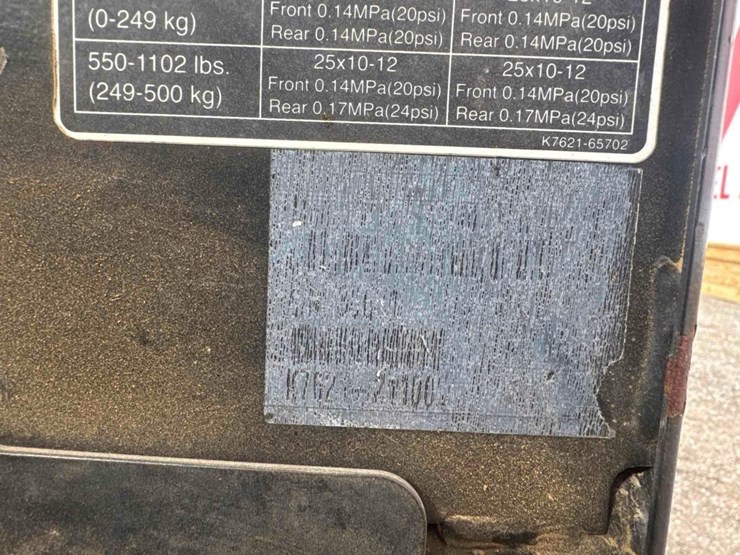 (0-249 kg) Front 0.14MPa(20psi) Front 0.14MPa(20psi)
Rear 0.14MPa(20psi) Rear 0.14MPa(20psi)
550-1102 lbs. 25x10-12 25x10-12
(249-500 kg) Front 0.14MPa(20psi) Front 0.14MPa(20psi)
Rear 0.17MPa(24psi) Rear 0.17MPa(24psi)
K7621-65702